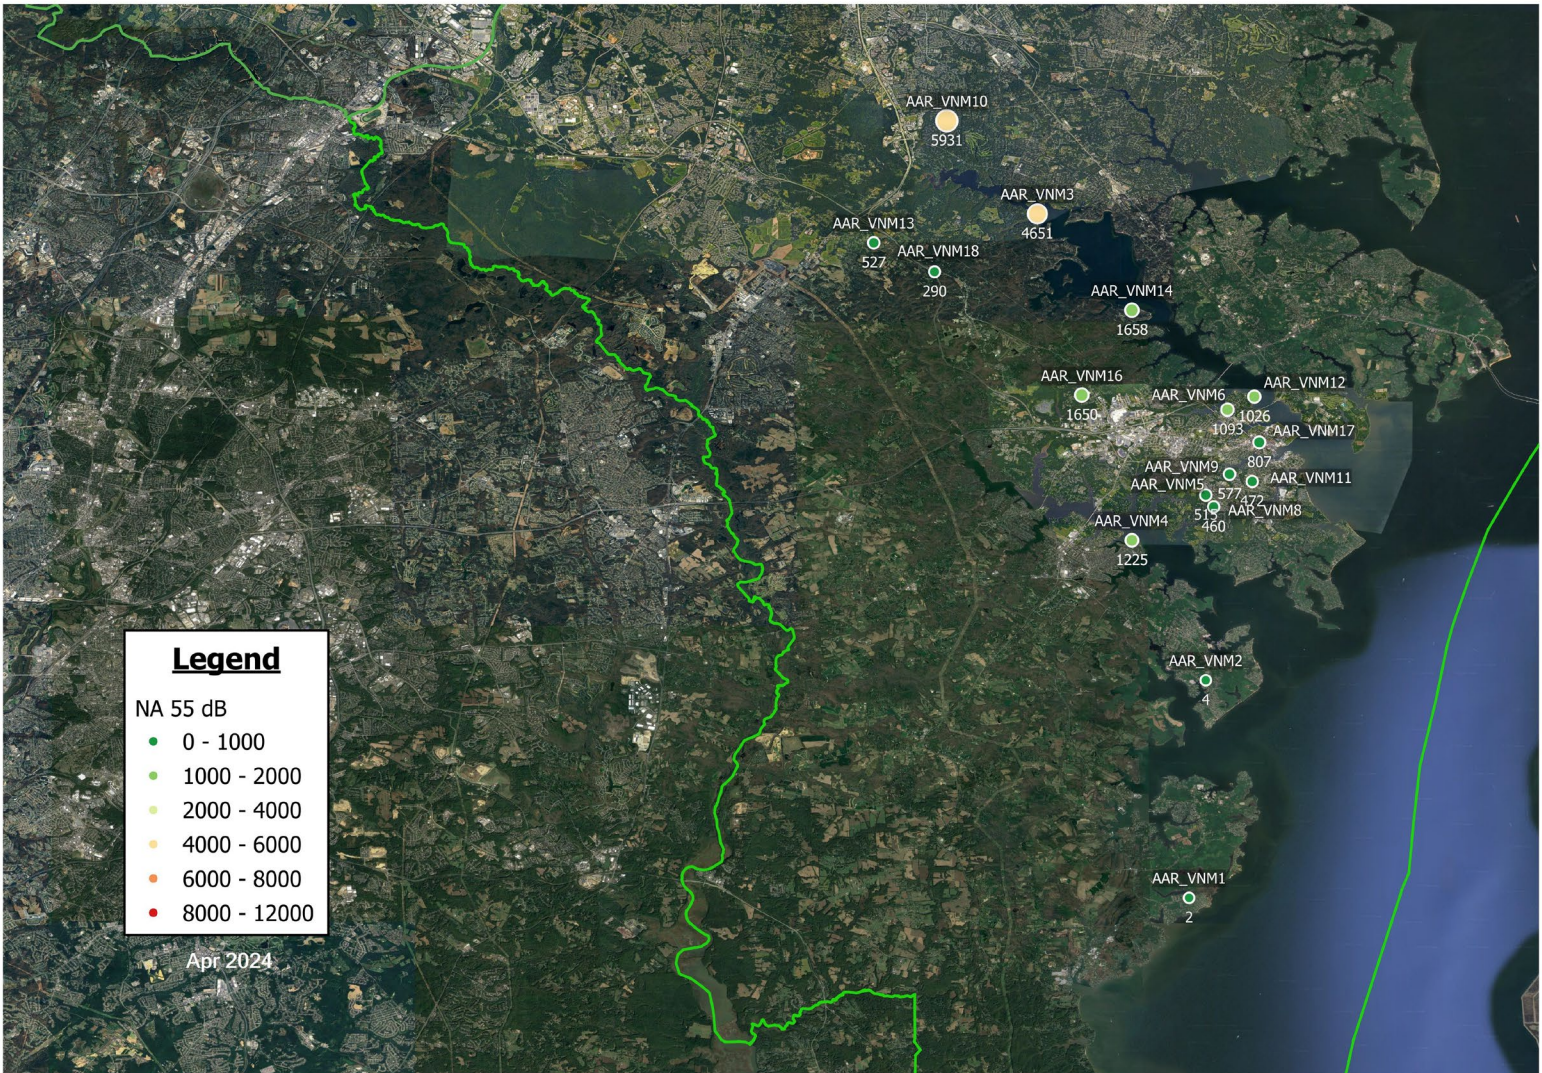 AAR_VNM10
5931
AAR_VNM3
4651
AAR_VNM13
527
AAR_VNM18
290
AAR_VNM14
1658
AAR_VNM16
1650
AAR_VNM12
1026
AAR_VNM6
1093
AAR_VNM17
807
AAR_VNM9
577
AAR_VNM11
472
AAR_VNM5
515
AAR_VNM8
460
AAR_VNM4
1225
AAR_VNM2
4
AAR_VNM1
2
Legend
NA 55 dB
0 - 1000
1000 - 2000
2000 - 4000
4000 - 6000
6000 - 8000
8000 - 12000
Apr 2024